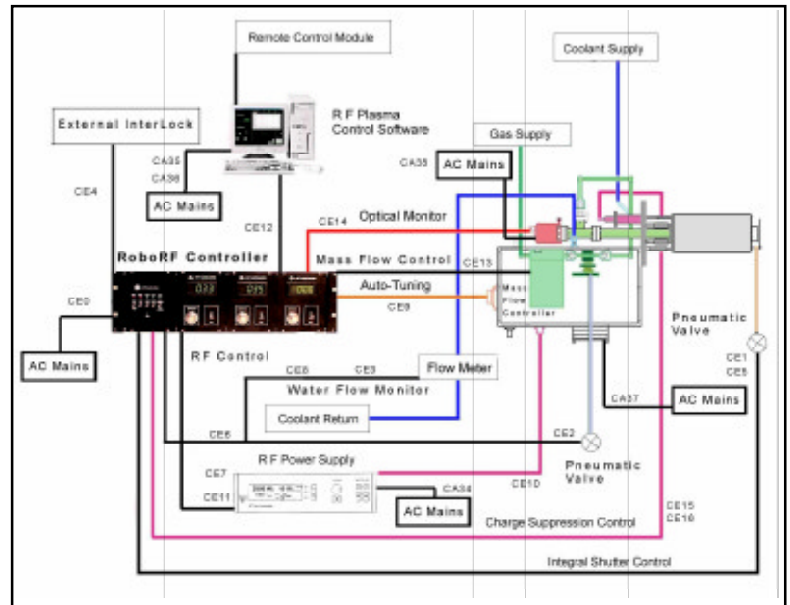 Remote Control Module
Coolant Supply
External InterLock
R F Plasma
Control Software
Gas Supply
CA35
CA36
AC Mains
CA35
AC Mains
CE4
CE14
Optical Monitor
CE12
RoboRF Controller
Mass Flow Control
CE13
Auto-Tuning
CE9
Mass
Flow
Controller
CE0
AC Mains
RF Control
Pneumatic
Valve
CE1
CE5
CE8
CE3
Flow Meter
Water Flow Monitor
CA37
AC Mains
Coolant Return
CE6
CE2
Pneumatic
Valve
RF Power Supply
CE7
CE11
CA34
AC Mains
CE10
CE15
CE16
Charge Suppression Control
Integral Shutter Control